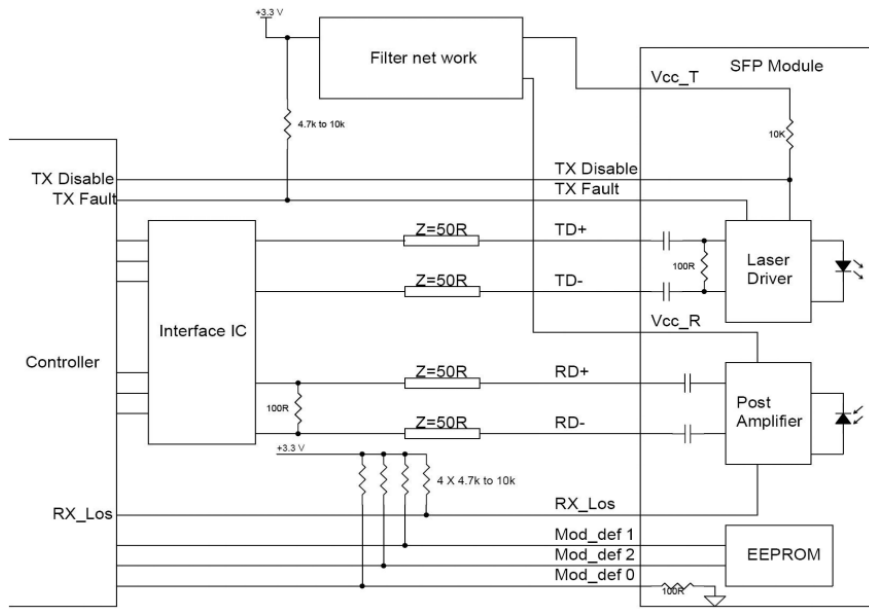 +3.3 V
Filter net work
SFP Module
Vcc_T
4.7k to 10k
10K
TX Disable
TX Disable
TX Fault
TX Fault
Z=50R
TD+
100R
Laser
Driver
Z=50R
TD-
Interface IC
Vcc_R
Controller
Z=50R
RD+
100R
Post
Amplifier
Z=50R
RD-
+3.3 V
4 X 4.7k to 10k
RX_Los
RX_Los
Mod_def 1
Mod_def 2
EEPROM
Mod_def 0
100R